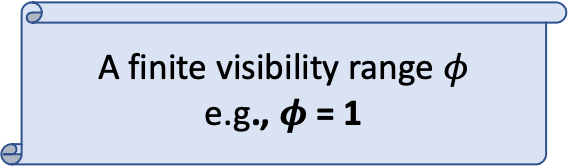 A finite visibility range ϕ
e.g., ϕ = 1